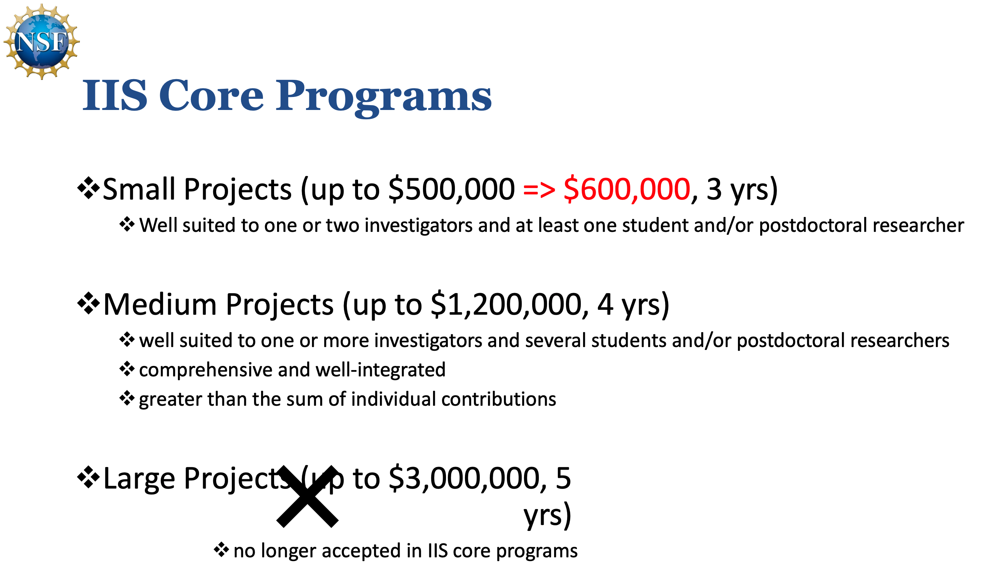 NSF
IIS Core Programs
❖Small Projects (up to $500,000 => $600,000, 3 yrs)
❖Well suited to one or two investigators and at least one student and/or postdoctoral researcher
❖Medium Projects (up to $1,200,000, 4 yrs)
❖well suited to one or more investigators and several students and/or postdoctoral researchers
❖comprehensive and well-integrated
❖greater than the sum of individual contributions
❖Large Projects (up to $3,000,000, 5
yrs)
❖no longer accepted in IIS core programs